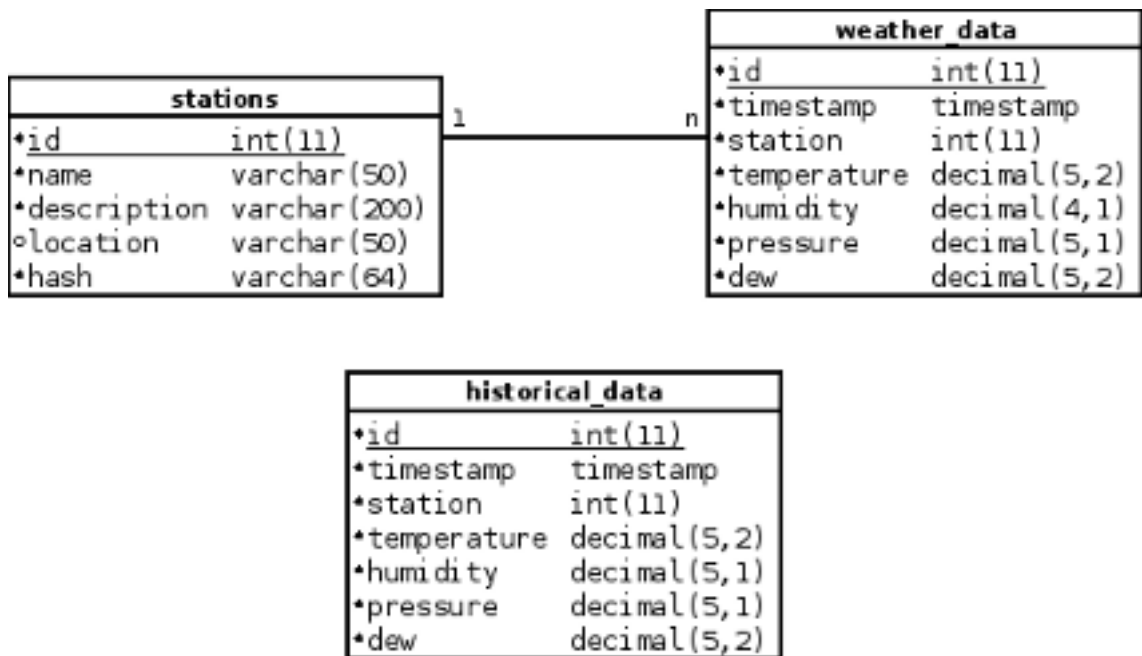 stations
id int(11)
name varchar(50)
description varchar(200)
location varchar(50)
hash varchar(64)
1 n
weather_data
id int(11)
timestamp timestamp
station int(11)
temperature decimal(5,2)
humidity decimal(4,1)
pressure decimal(5,1)
dew decimal(5,2)
historical_data
id int(11)
timestamp timestamp
station int(11)
temperature decimal(5,2)
humidity decimal(5,1)
pressure decimal(5,1)
dew decimal(5,2)